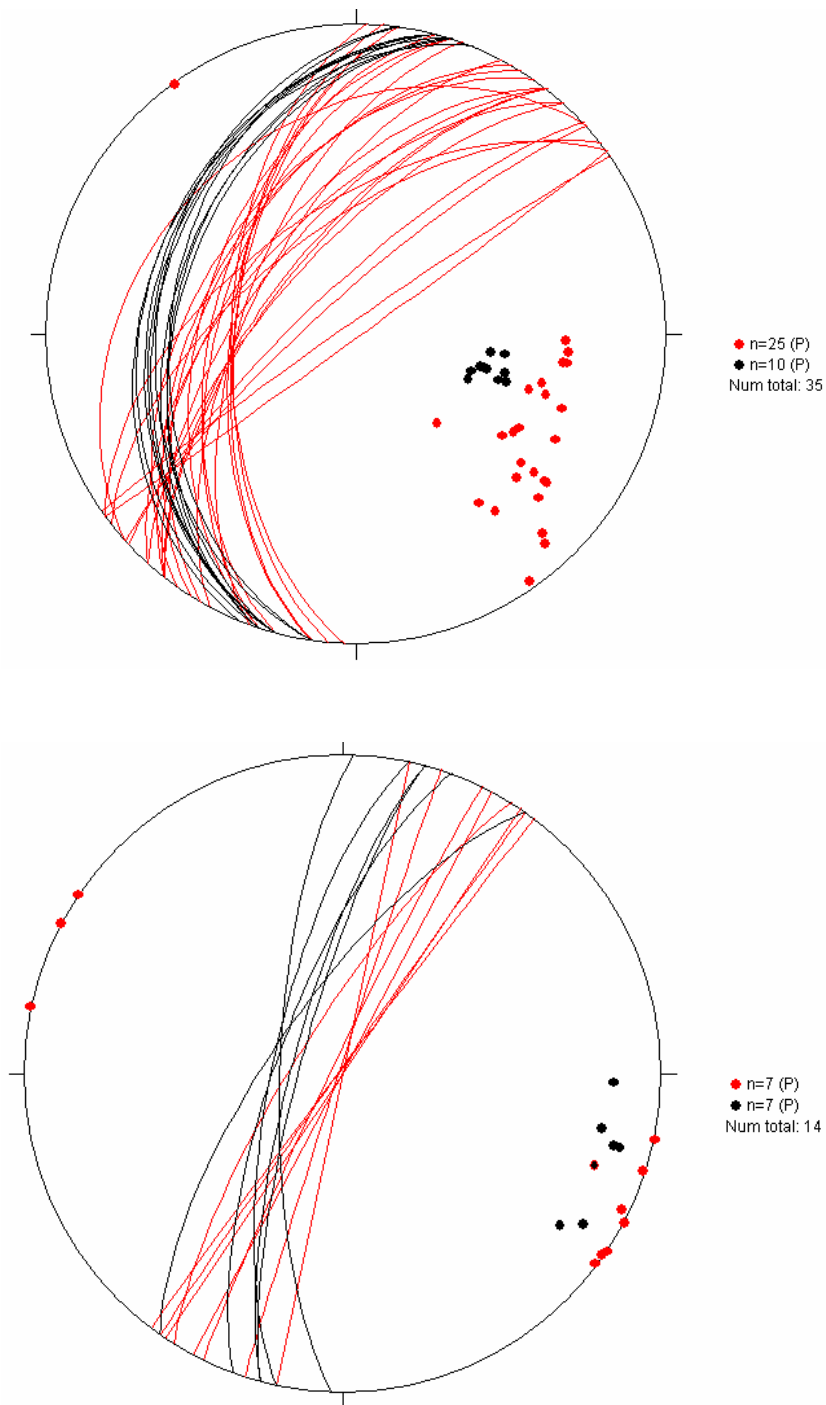 n=25 (P)
n=10 (P)
Num total: 35
n=7 (P)
n=7 (P)
Num total: 14